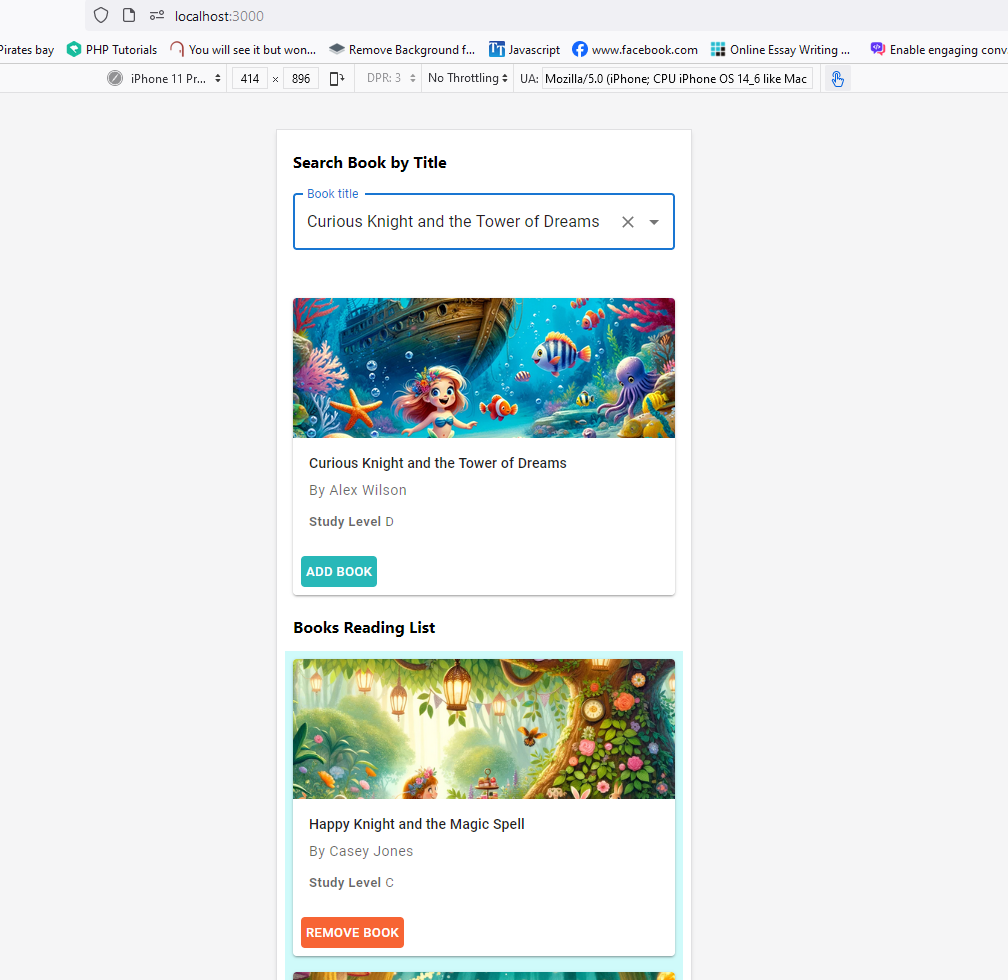 localhost:3000
Pirates bay PHP Tutorials You will see it but won... Remove Background f... Javascript www.facebook.com Online Essay Writing ... Enable engaging conv
iPhone 11 Pr... 414 × 896 DPR: 3 No Throttling UA: Mozilla/5.0 (iPhone; CPU iPhone OS 14_6 like Mac
Search Book by Title
Book title
Curious Knight and the Tower of Dreams
Curious Knight and the Tower of Dreams
By Alex Wilson
Study Level D
ADD BOOK
Books Reading List
Happy Knight and the Magic Spell
By Casey Jones
Study Level C
REMOVE BOOK